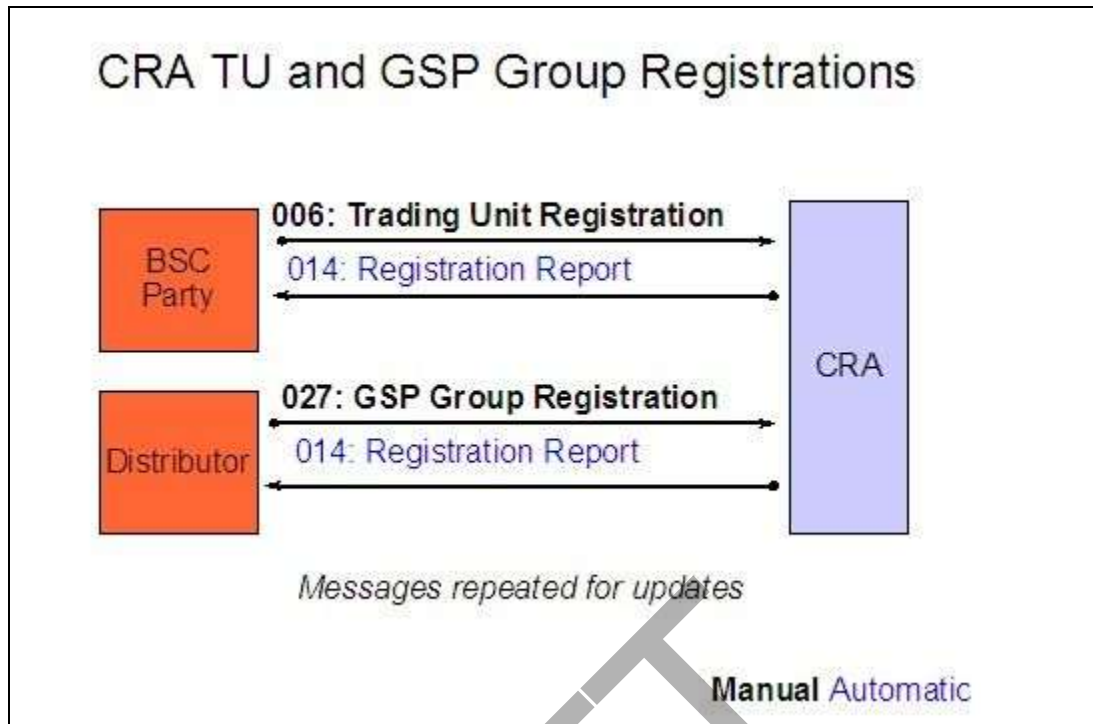 CRA TU and GSP Group Registrations
006: Trading Unit Registration
BSC
Party
014: Registration Report
CRA
027: GSP Group Registration
Distributor
014: Registration Report
Messages repeated for updates
Manual Automatic